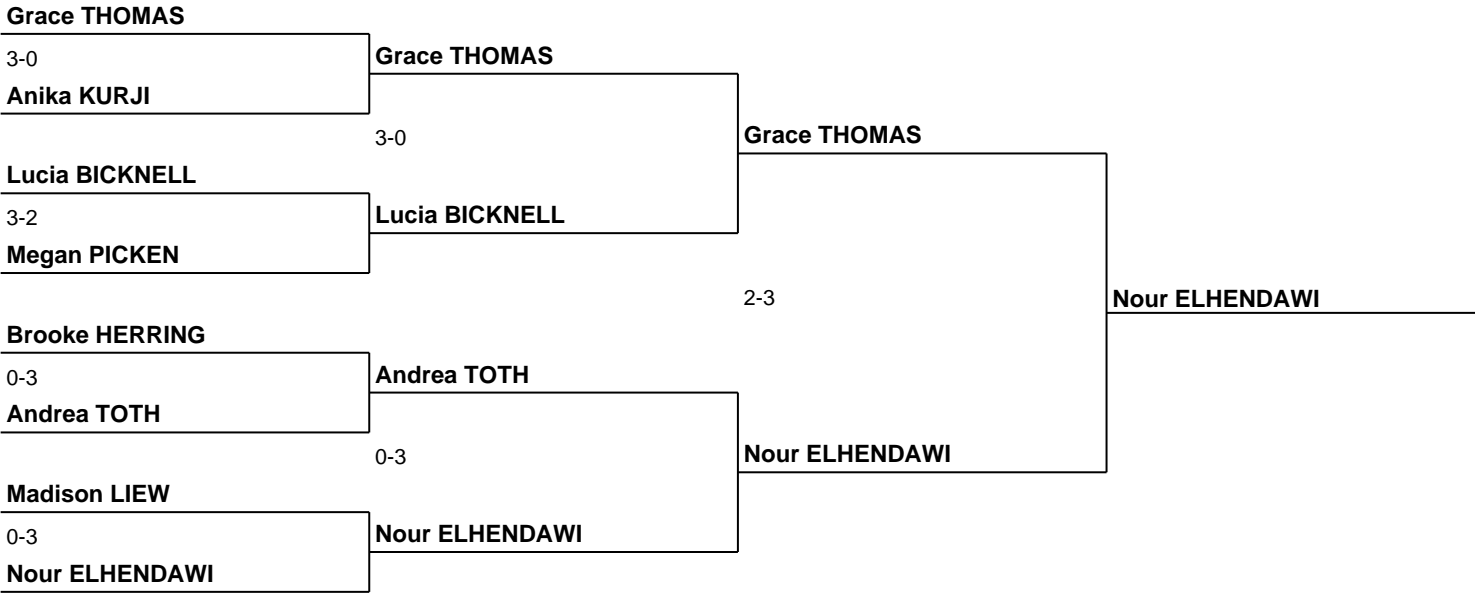 Grace THOMAS
3-0
Grace THOMAS
Anika KURJI
3-0
Grace THOMAS
Lucia BICKNELL
3-2
Lucia BICKNELL
Megan PICKEN
2-3
Nour ELHENDAWI
Brooke HERRING
0-3
Andrea TOTH
Andrea TOTH
0-3
Nour ELHENDAWI
Madison LIEW
0-3
Nour ELHENDAWI
Nour ELHENDAWI